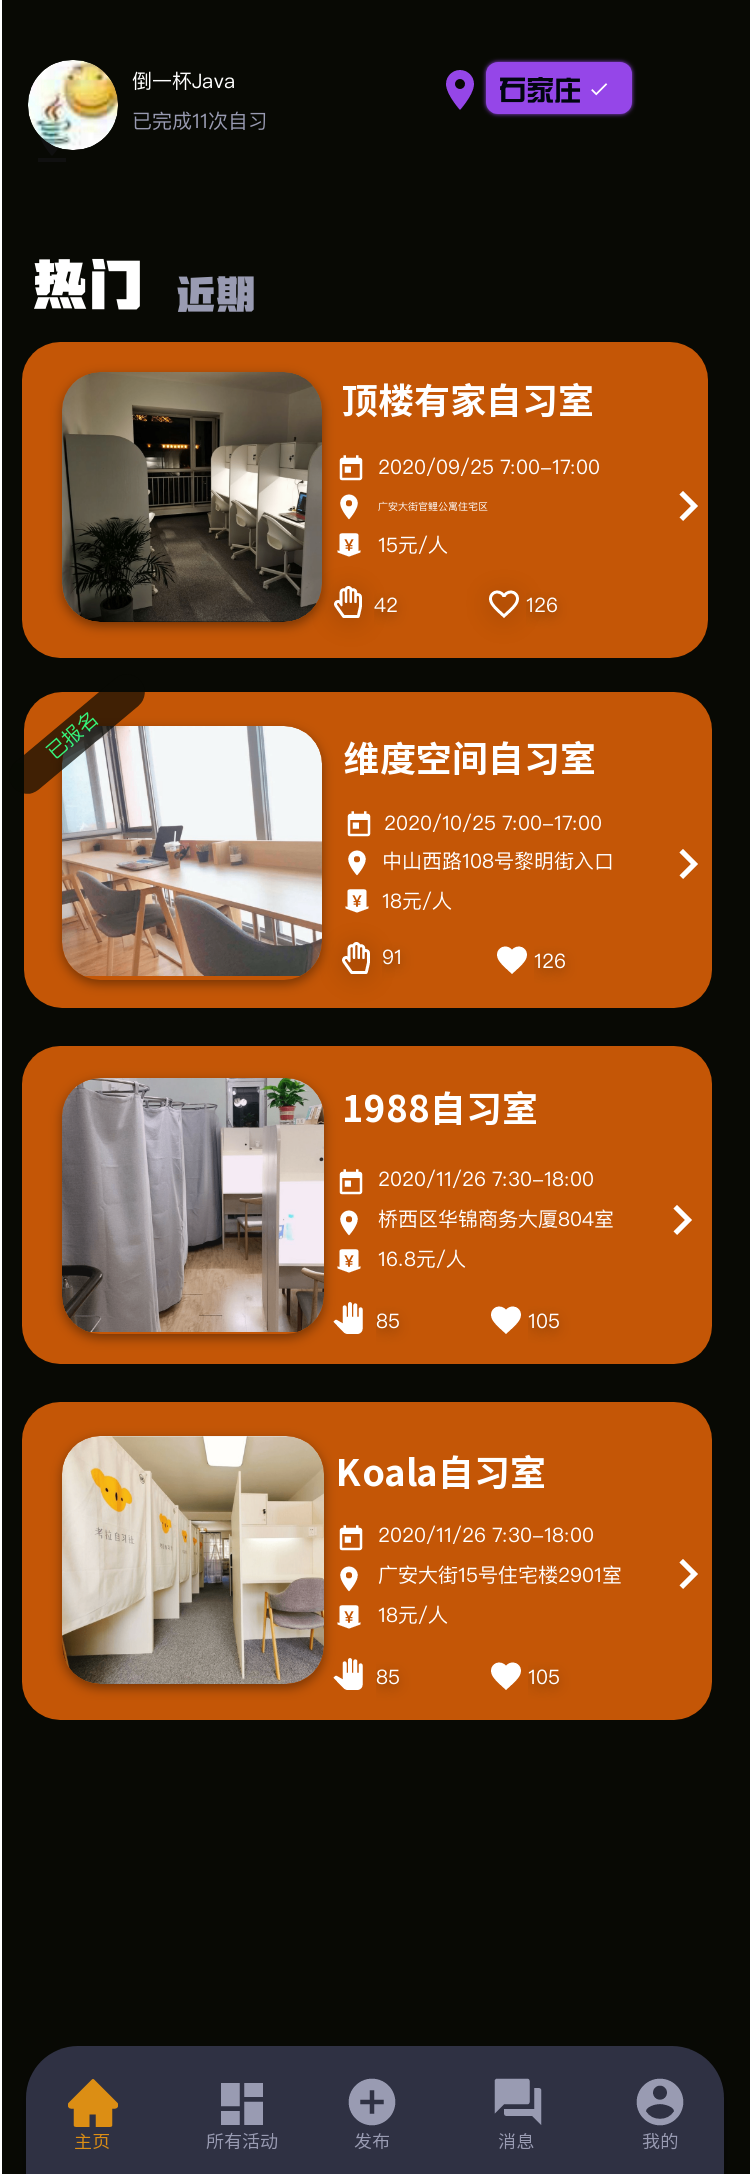 倒一杯Java
已完成11次自习
石家庄
热门 近期
顶楼有家自习室
2020/09/25 7:00-17:00
广安大街官鲤公寓住宅区
15元/人
42 126
已报名
维度空间自习室
2020/10/25 7:00-17:00
中山西路108号黎明街入口
18元/人
91 126
1988自习室
2020/11/26 7:30-18:00
桥西区华锦商务大厦804室
16.8元/人
85 105
考拉自习社
Koala自习室
2020/11/26 7:30-18:00
广安大街15号住宅楼2901室
18元/人
85 105
主页 所有活动 发布 消息 我的